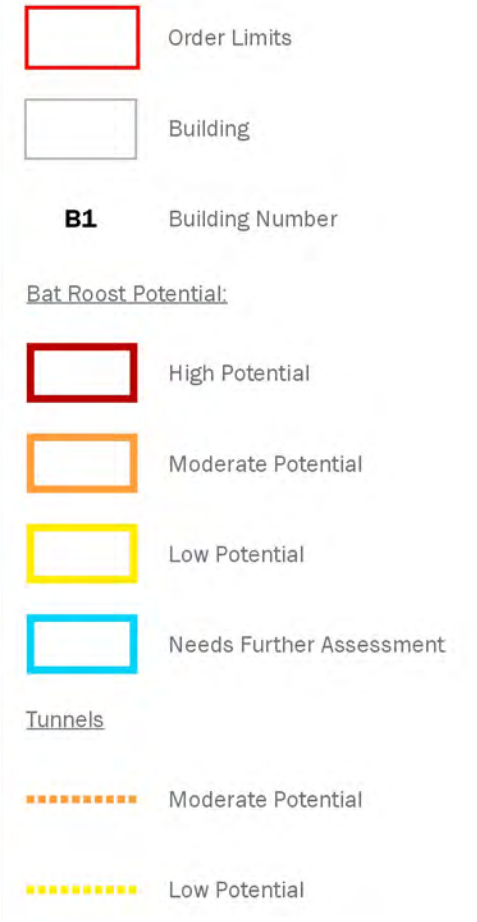 Order Limits
Building
B1 Building Number
Bat Roost Potential:
High Potential
Moderate Potential
Low Potential
Needs Further Assessment
Tunnels
Moderate Potential
Low Potential